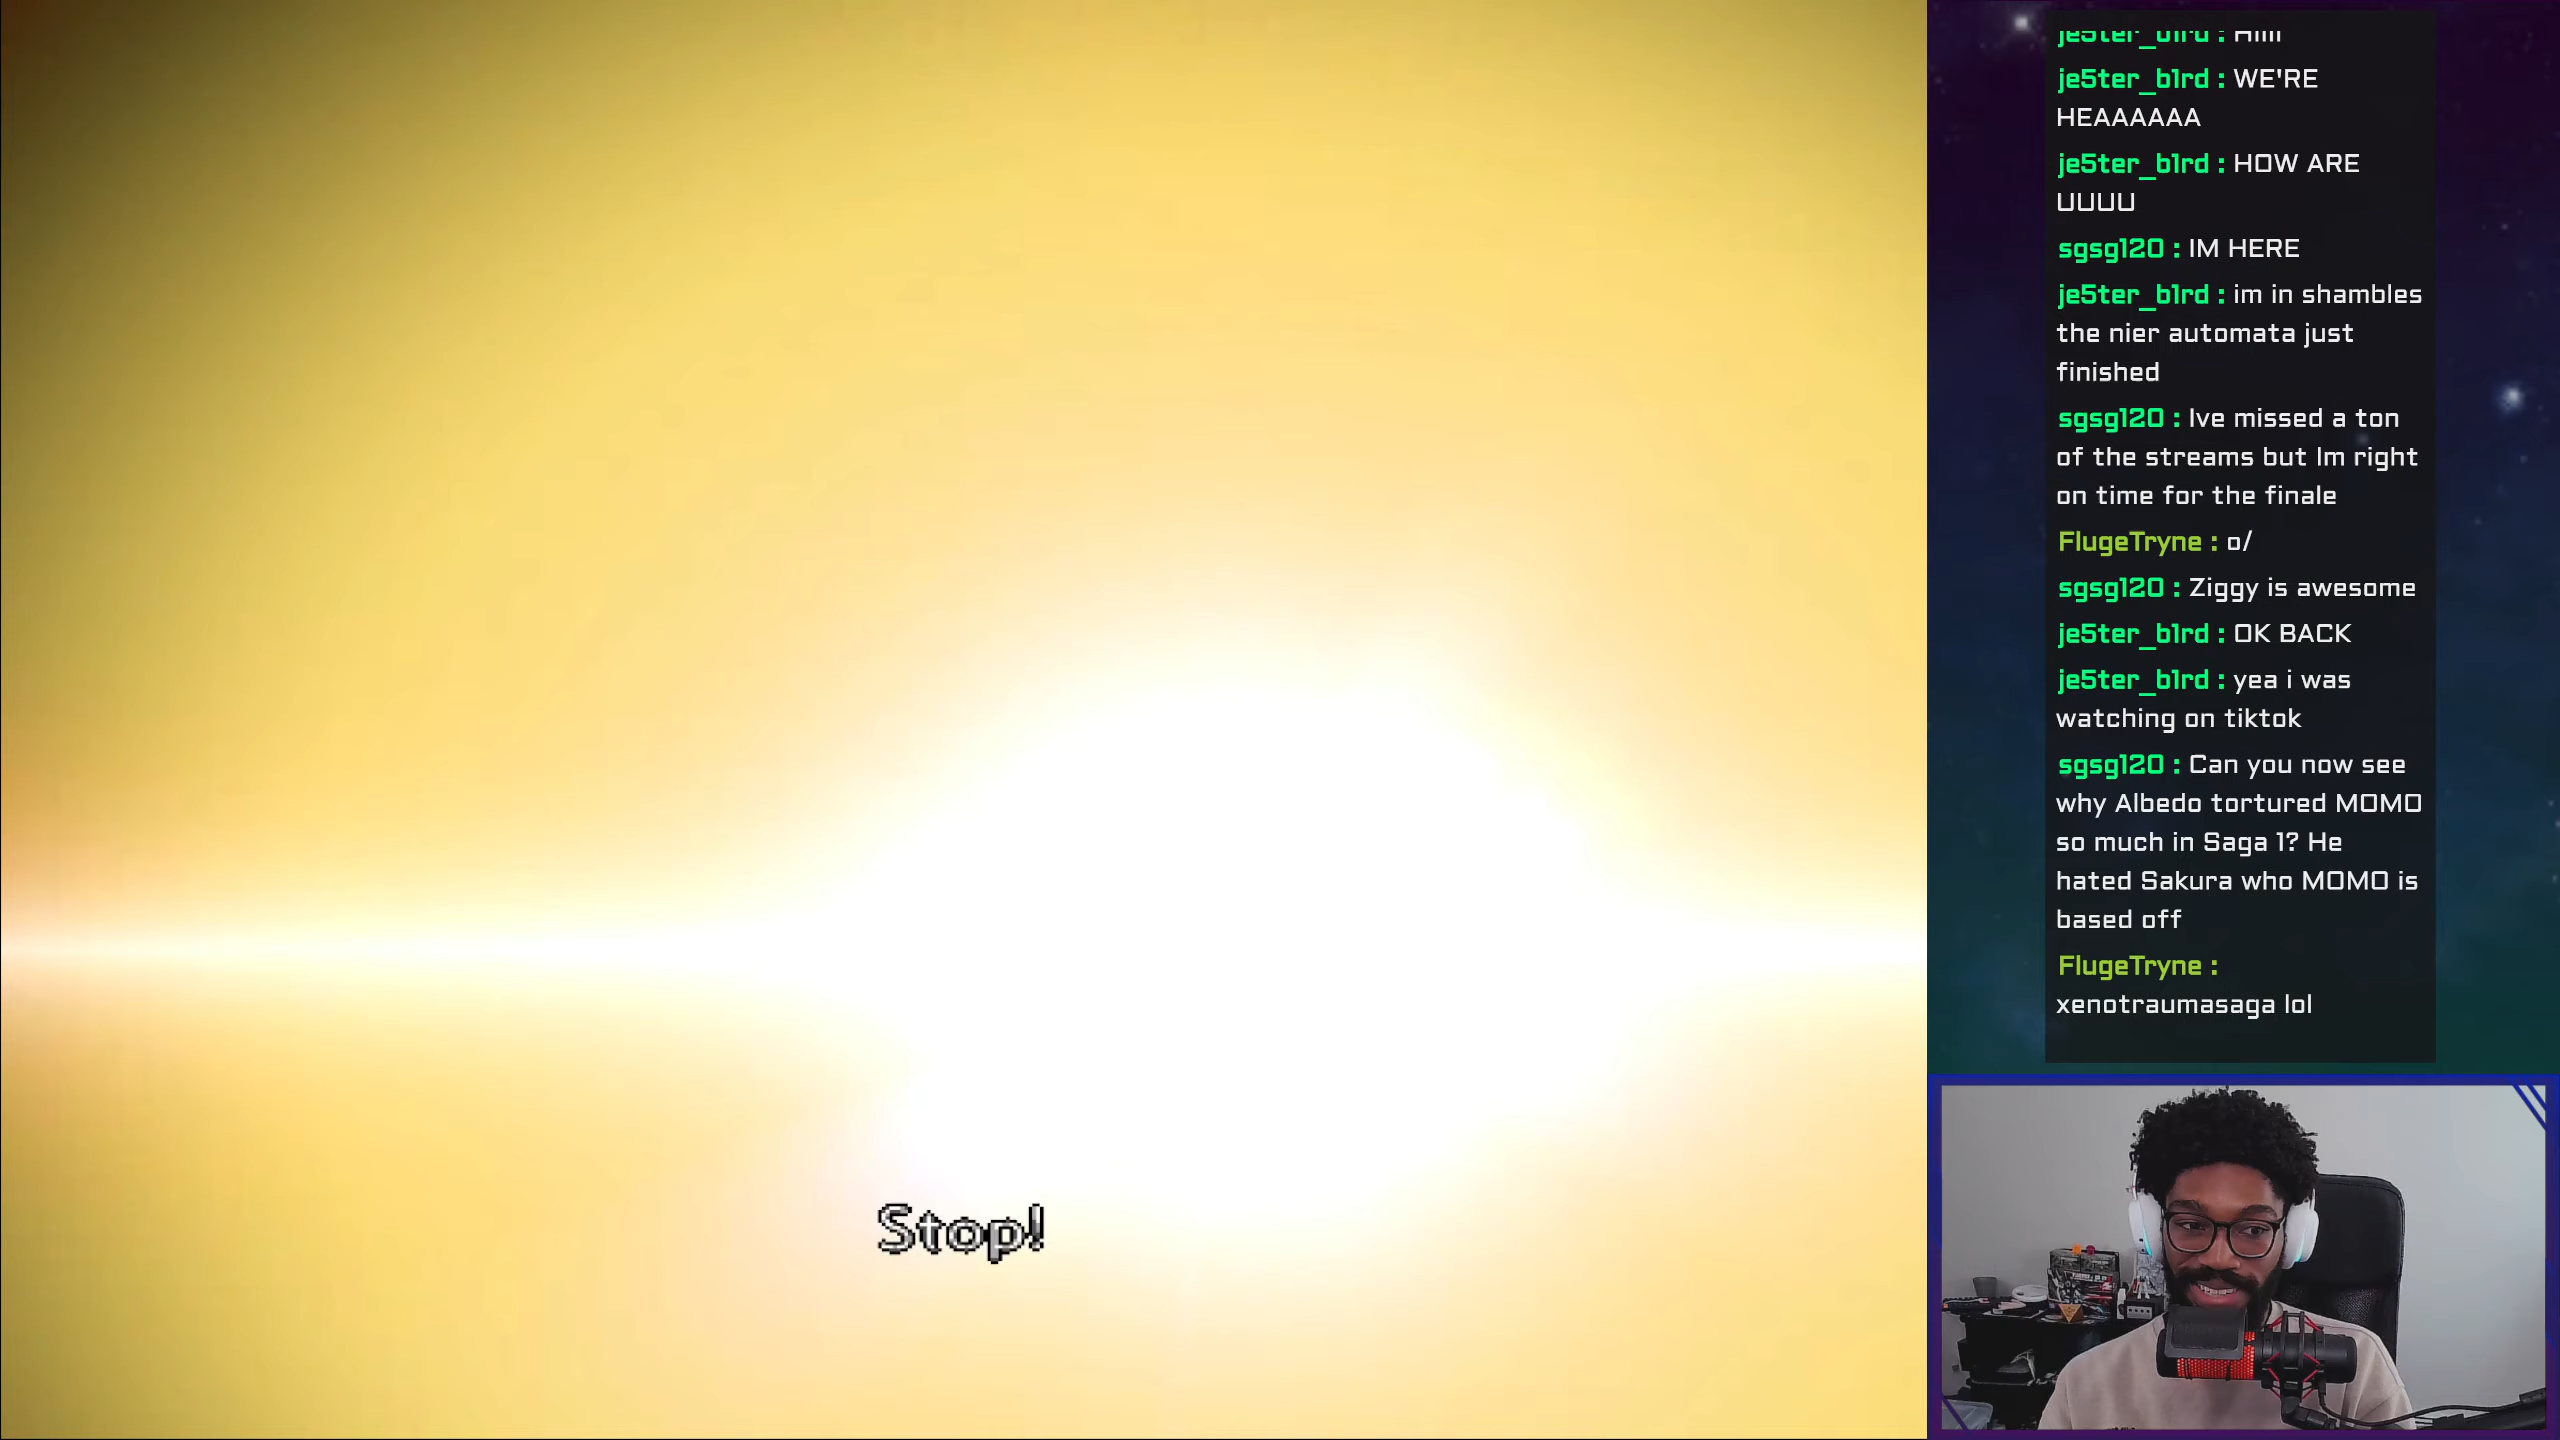 je5ter_b1rd : WE'RE
HEAAAAAA
je5ter_b1rd : HOW ARE
UUUU
sgsg120 : IM HERE
je5ter_b1rd : im in shambles
the nier automata just
finished
sgsg120 : Ive missed a ton
of the streams but Im right
on time for the finale
FlugeTryne : o/
sgsg120 : Ziggy is awesome
je5ter_b1rd : OK BACK
je5ter_b1rd : yea i was
watching on tiktok
sgsg120 : Can you now see
why Albedo tortured MOMO
so much in Saga 1? He
hated Sakura who MOMO is
based off
FlugeTryne :
xenotraumasaga lol
Stop!